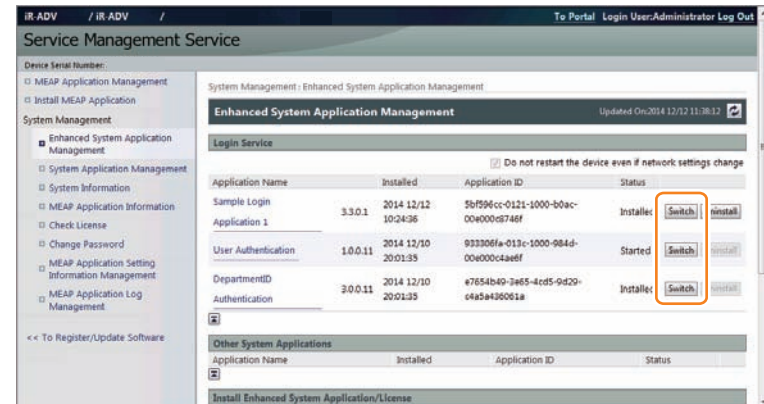 iR-ADV / iR-ADV / To Portal Login User:Administrator Log Out
Service Management Service
Device Serial Number:
MEAP Application Management
Install MEAP Application
System Management
Enhanced System Application
Management
System Application Management
System Information
MEAP Application Information
Check License
Change Password
MEAP Application Setting
Information Management
MEAP Application Log
Management
<< To Register/Update Software
System Management : Enhanced System Application Management
Enhanced System Application Management Updated On:2014 12/12 11:38:12
Login Service
Do not restart the device even if network settings change
Application Name Installed Application ID Status
Sample Login
Application 1 3.3.0.1 2014 12/12
10:24:36 5bf596cc-0121-1000-b0ac-
00e000c8746f Installec Switch ninstall
User Authentication 1.0.0.11 2014 12/10
20:01:35 933306fa-013c-1000-984d-
00e000c4ae6f Started Switch
DepartmentID
Authentication 3.0.0.11 2014 12/10
20:01:35 e7654b49-3e65-4cd5-9d29-
c4a5a436061a Installec Switch
Other System Applications
Application Name Installed Application ID Status
Install Enhanced System Application/License